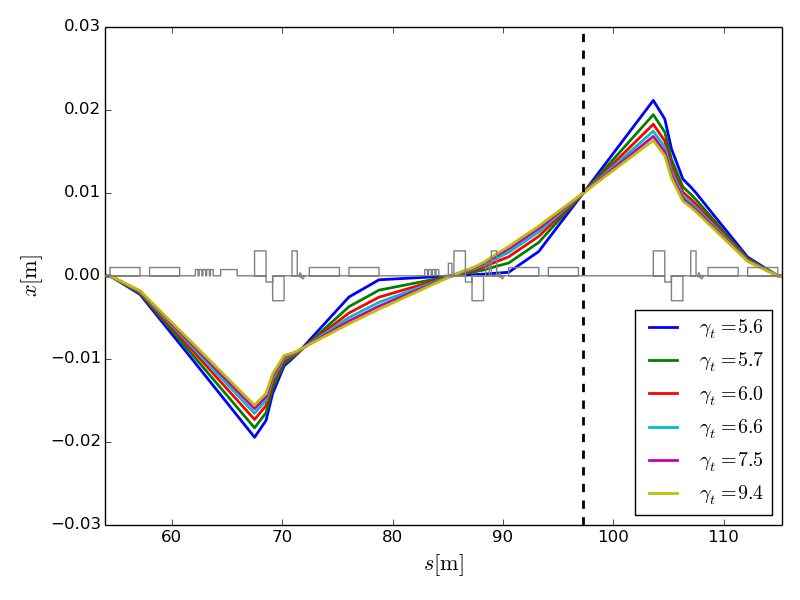 0.03
0.02
0.01
0.00
−0.01
−0.02
−0.03
x[m]
60 70 80 90 100 110
s[m]
γt = 5.6
γt = 5.7
γt = 6.0
γt = 6.6
γt = 7.5
γt = 9.4